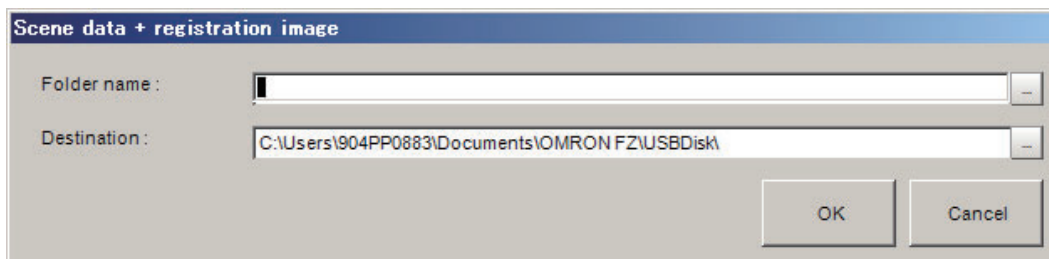 Scene data + registration image
Folder name :
...
Destination :
C:\Users\904PP0883\Documents\OMRON FZ\USBDisk\
...
OK
Cancel